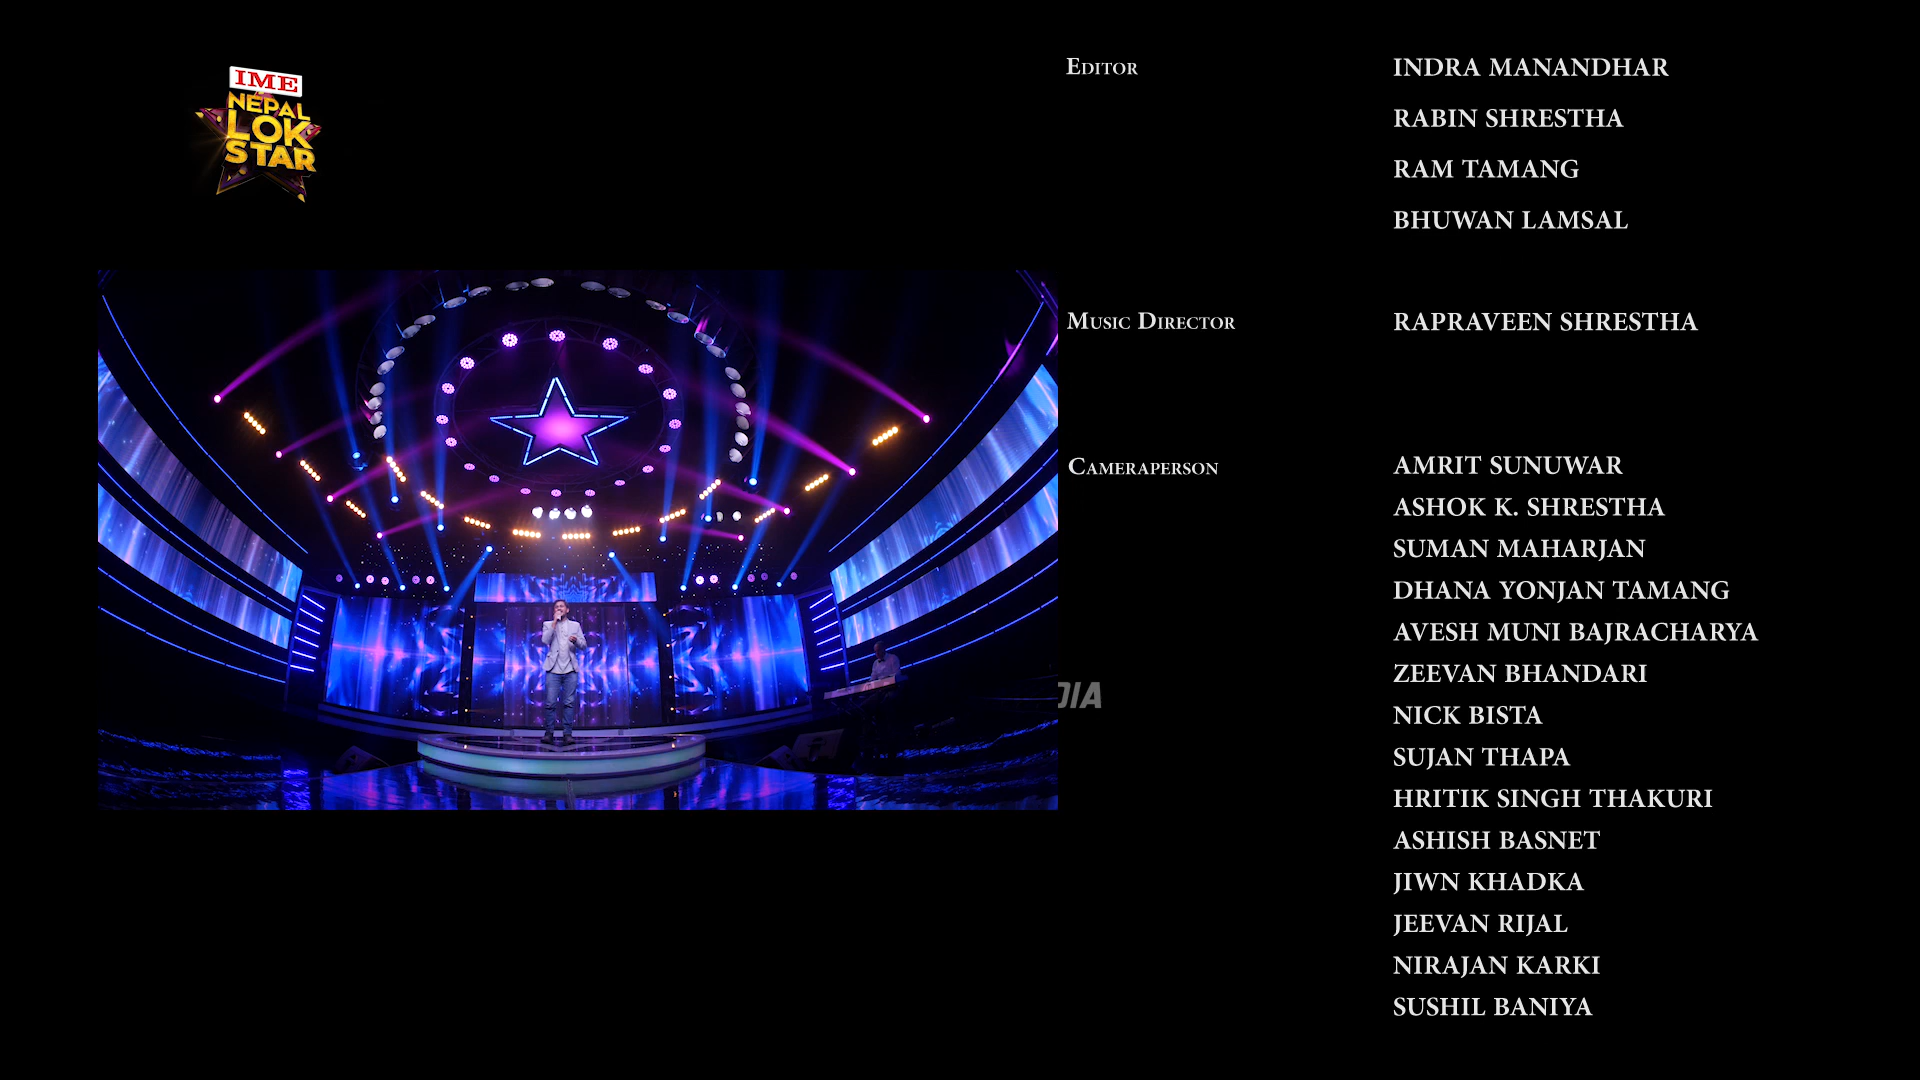 IME
NEPAL
LOK
STAR
EDITOR
INDRA MANANDHAR
RABIN SHRESTHA
RAM TAMANG
BHUWAN LAMSAL
MUSIC DIRECTOR
RAPRAVEEN SHRESTHA
CAMERAPERSON
AMRIT SUNUWAR
ASHOK K. SHRESTHA
SUMAN MAHARJAN
DHANA YONJAN TAMANG
AVESH MUNI BAJRACHARYA
ZEEVAN BHANDARI
NICK BISTA
SUJAN THAPA
HRITIK SINGH THAKURI
ASHISH BASNET
JIWN KHADKA
JEEVAN RIJAL
NIRAJAN KARKI
SUSHIL BANIYA